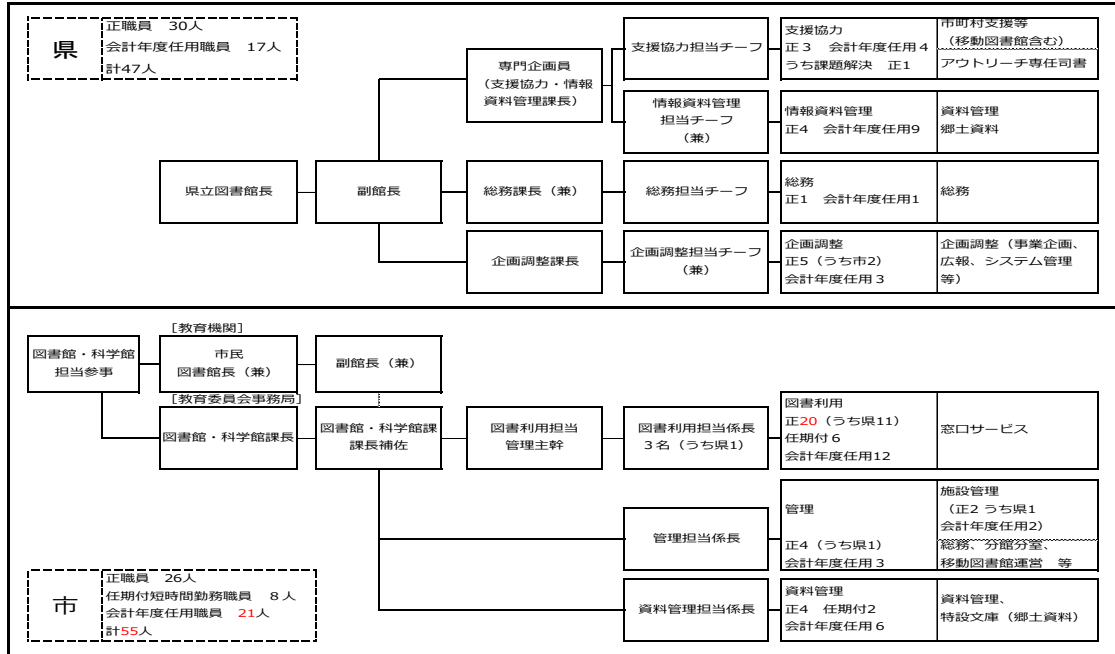 県
正職員　30人
会計年度任用職員　17人
計47人
県立図書館長
副館長
専門企画員
（支援協力・情報
資料管理課長）
総務課長（兼）
企画調整課長
支援協力担当チーフ
情報資料管理
担当チーフ
（兼）
総務担当チーフ
企画調整担当チーフ
（兼）
支援協力
正３　会計年度任用４
うち課題解決　正1
市町村支援等
（移動図書館含む）
アウトリーチ専任司書
情報資料管理
正4　会計年度任用9
資料管理
郷土資料
総務
正1　会計年度任用1
総務
企画調整
正5（うち市2）
会計年度任用３
企画調整（事業企画、
広報、システム管理
等）
図書館・科学館
担当参事
［教育機関］
市民
図書館長（兼）
副館長（兼）
［教育委員会事務局］
図書館・科学館課長
図書館・科学館課
課長補佐
図書利用担当
管理主幹
図書利用担当係長
３名（うち県1）
図書利用
正20（うち県11）
任期付６
会計年度任用12
窓口サービス
管理担当係長
管理
正4（うち県1）
会計年度任用３
施設管理
（正2 うち県1
会計年度任用2）
総務、分館分室、
移動図書館運営　等
資料管理担当係長
資料管理
正4　任期付2
会計年度任用６
資料管理、
特設文庫（郷土資料）
市
正職員　26人
任期付短時間勤務職員　８人
会計年度任用職員　21人
計55人